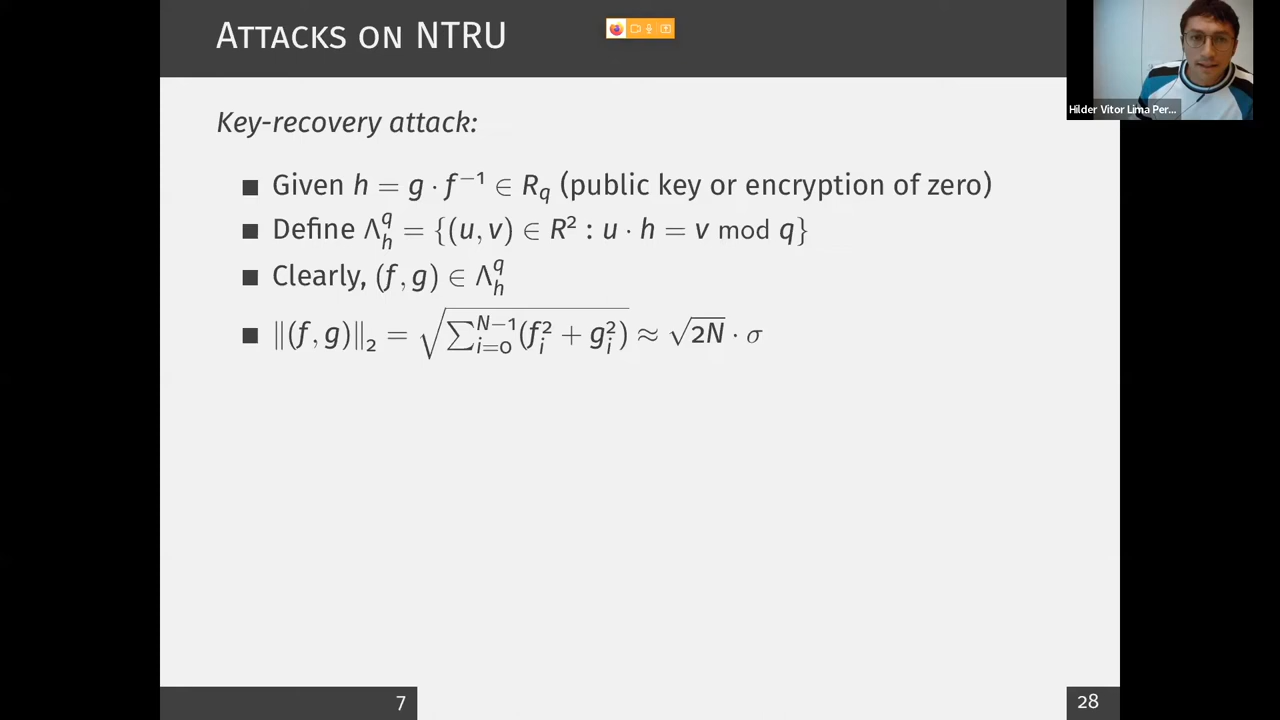 ATTACKS ON NTRU
Hilder Vitor Lima Per...
Key-recovery attack:
■ Given h = g · f⁻¹ ∈ R_q (public key or encryption of zero)
■ Define Λ_h^q = {(u, v) ∈ R² : u · h = v mod q}
■ Clearly, (f, g) ∈ Λ_h^q
■ ‖(f, g)‖₂ = √(∑_{i=0}^{N−1}(f_i² + g_i²)) ≈ √(2N) · σ
7
28